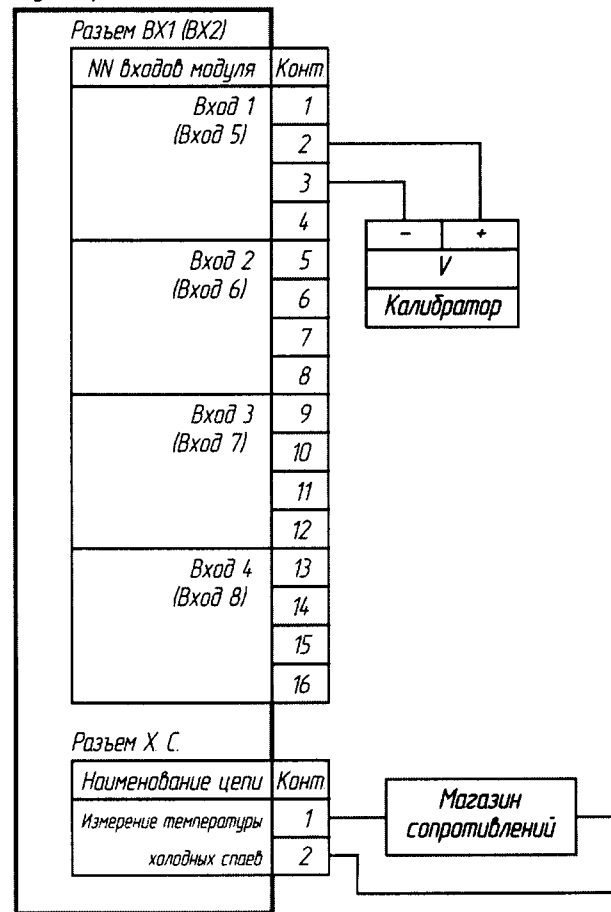 Разъем ВХ1 (ВХ2)
NN входов модуля Конт
Вход 1 1
(Вход 5) 2
3
4
- +
V
Калибратор
Вход 2 5
(Вход 6) 6
7
8
Вход 3 9
(Вход 7) 10
11
12
Вход 4 13
(Вход 8) 14
15
16
Разъем Х. С.
Наименование цепи Конт
Измерение температуры 1
холодных спаев 2
Магазин
сопротивлений